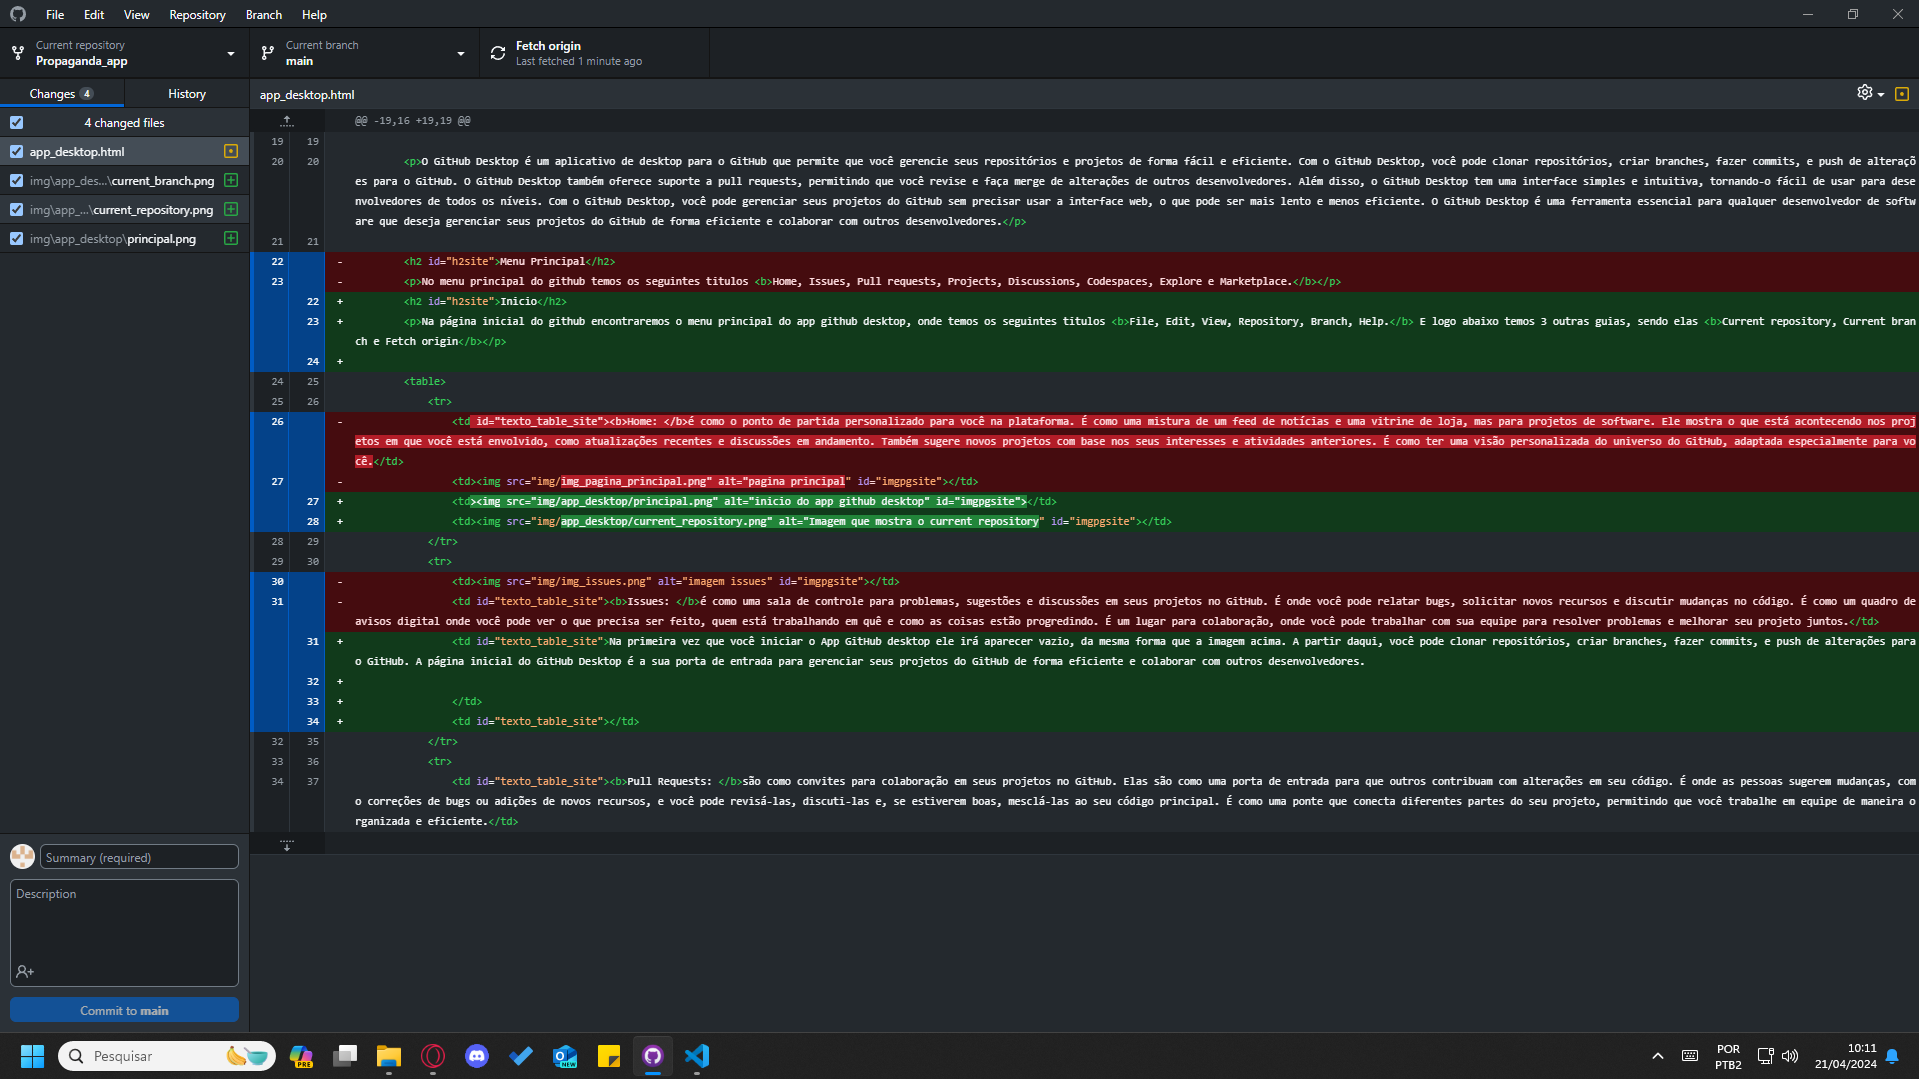 File Edit View Repository Branch Help
Current repository
Propaganda_app
Current branch
main
Fetch origin
Last fetched 1 minute ago
Changes 4 History
4 changed files
app_desktop.html
img\app_des...\current_branch.png
img\app_...\current_repository.png
img\app_desktop\principal.png
app_desktop.html
@@ -19,16 +19,19 @@
19 19
20 20 <p>O GitHub Desktop é um aplicativo de desktop para o GitHub que permite que você gerencie seus repositórios e projetos de forma fácil e eficiente. Com o GitHub Desktop, você pode clonar repositórios, criar branches, fazer commits, e push de alteraçõ
es para o GitHub. O GitHub Desktop também oferece suporte a pull requests, permitindo que você revise e faça merge de alterações de outros desenvolvedores. Além disso, o GitHub Desktop tem uma interface simples e intuitiva, tornando-o fácil de usar para dese
nvolvedores de todos os níveis. Com o GitHub Desktop, você pode gerenciar seus projetos do GitHub sem precisar usar a interface web, o que pode ser mais lento e menos eficiente. O GitHub Desktop é uma ferramenta essencial para qualquer desenvolvedor de softw
are que deseja gerenciar seus projetos do GitHub de forma eficiente e colaborar com outros desenvolvedores.</p>
21 21
22 - <h2 id="h2site">Menu Principal</h2>
23 - <p>No menu principal do github temos os seguintes titulos <b>Home, Issues, Pull requests, Projects, Discussions, Codespaces, Explore e Marketplace.</b></p>
22 + <h2 id="h2site">Inicio</h2>
23 + <p>Na página inicial do github encontraremos o menu principal do app github desktop, onde temos os seguintes titulos <b>File, Edit, View, Repository, Branch, Help.</b> E logo abaixo temos 3 outras guias, sendo elas <b>Current repository, Current bran
ch e Fetch origin</b></p>
24 +
24 25 <table>
25 26 <tr>
26 - <td id="texto_table_site"><b>Home: </b>é como o ponto de partida personalizado para você na plataforma. É como uma mistura de um feed de notícias e uma vitrine de loja, mas para projetos de software. Ele mostra o que está acontecendo nos proj
etos em que você está envolvido, como atualizações recentes e discussões em andamento. Também sugere novos projetos com base nos seus interesses e atividades anteriores. É como ter uma visão personalizada do universo do GitHub, adaptada especialmente para vo
cê.</td>
27 - <td><img src="img/img_pagina_principal.png" alt="pagina principal" id="imgpgsite"></td>
27 + <td><img src="img/app_desktop/principal.png" alt="inicio do app github desktop" id="imgpgsite"></td>
28 + <td><img src="img/app_desktop/current_repository.png" alt="Imagem que mostra o current repository" id="imgpgsite"></td>
28 29 </tr>
29 30 <tr>
30 - <td><img src="img/img_issues.png" alt="imagem issues" id="imgpgsite"></td>
31 - <td id="texto_table_site"><b>Issues: </b>é como uma sala de controle para problemas, sugestões e discussões em seus projetos no GitHub. É onde você pode relatar bugs, solicitar novos recursos e discutir mudanças no código. É como um quadro de
avisos digital onde você pode ver o que precisa ser feito, quem está trabalhando em quê e como as coisas estão progredindo. É um lugar para colaboração, onde você pode trabalhar com sua equipe para resolver problemas e melhorar seu projeto juntos.</td>
31 + <td id="texto_table_site">Na primeira vez que você iniciar o App GitHub desktop ele irá aparecer vazio, da mesma forma que a imagem acima. A partir daqui, você pode clonar repositórios, criar branches, fazer commits, e push de alterações para
o GitHub. A página inicial do GitHub Desktop é a sua porta de entrada para gerenciar seus projetos do GitHub de forma eficiente e colaborar com outros desenvolvedores.
32 +
33 + </td>
34 + <td id="texto_table_site"></td>
32 35 </tr>
33 36 <tr>
34 37 <td id="texto_table_site"><b>Pull Requests: </b>são como convites para colaboração em seus projetos no GitHub. Elas são como uma porta de entrada para que outros contribuam com alterações em seu código. É onde as pessoas sugerem mudanças, com
o correções de bugs ou adições de novos recursos, e você pode revisá-las, discuti-las e, se estiverem boas, mesclá-las ao seu código principal. É como uma ponte que conecta diferentes partes do seu projeto, permitindo que você trabalhe em equipe de maneira o
rganizada e eficiente.</td>
Summary (required)
Description
Commit to main
Pesquisar
PRE
NEW
POR
PTB2
10:11
21/04/2024